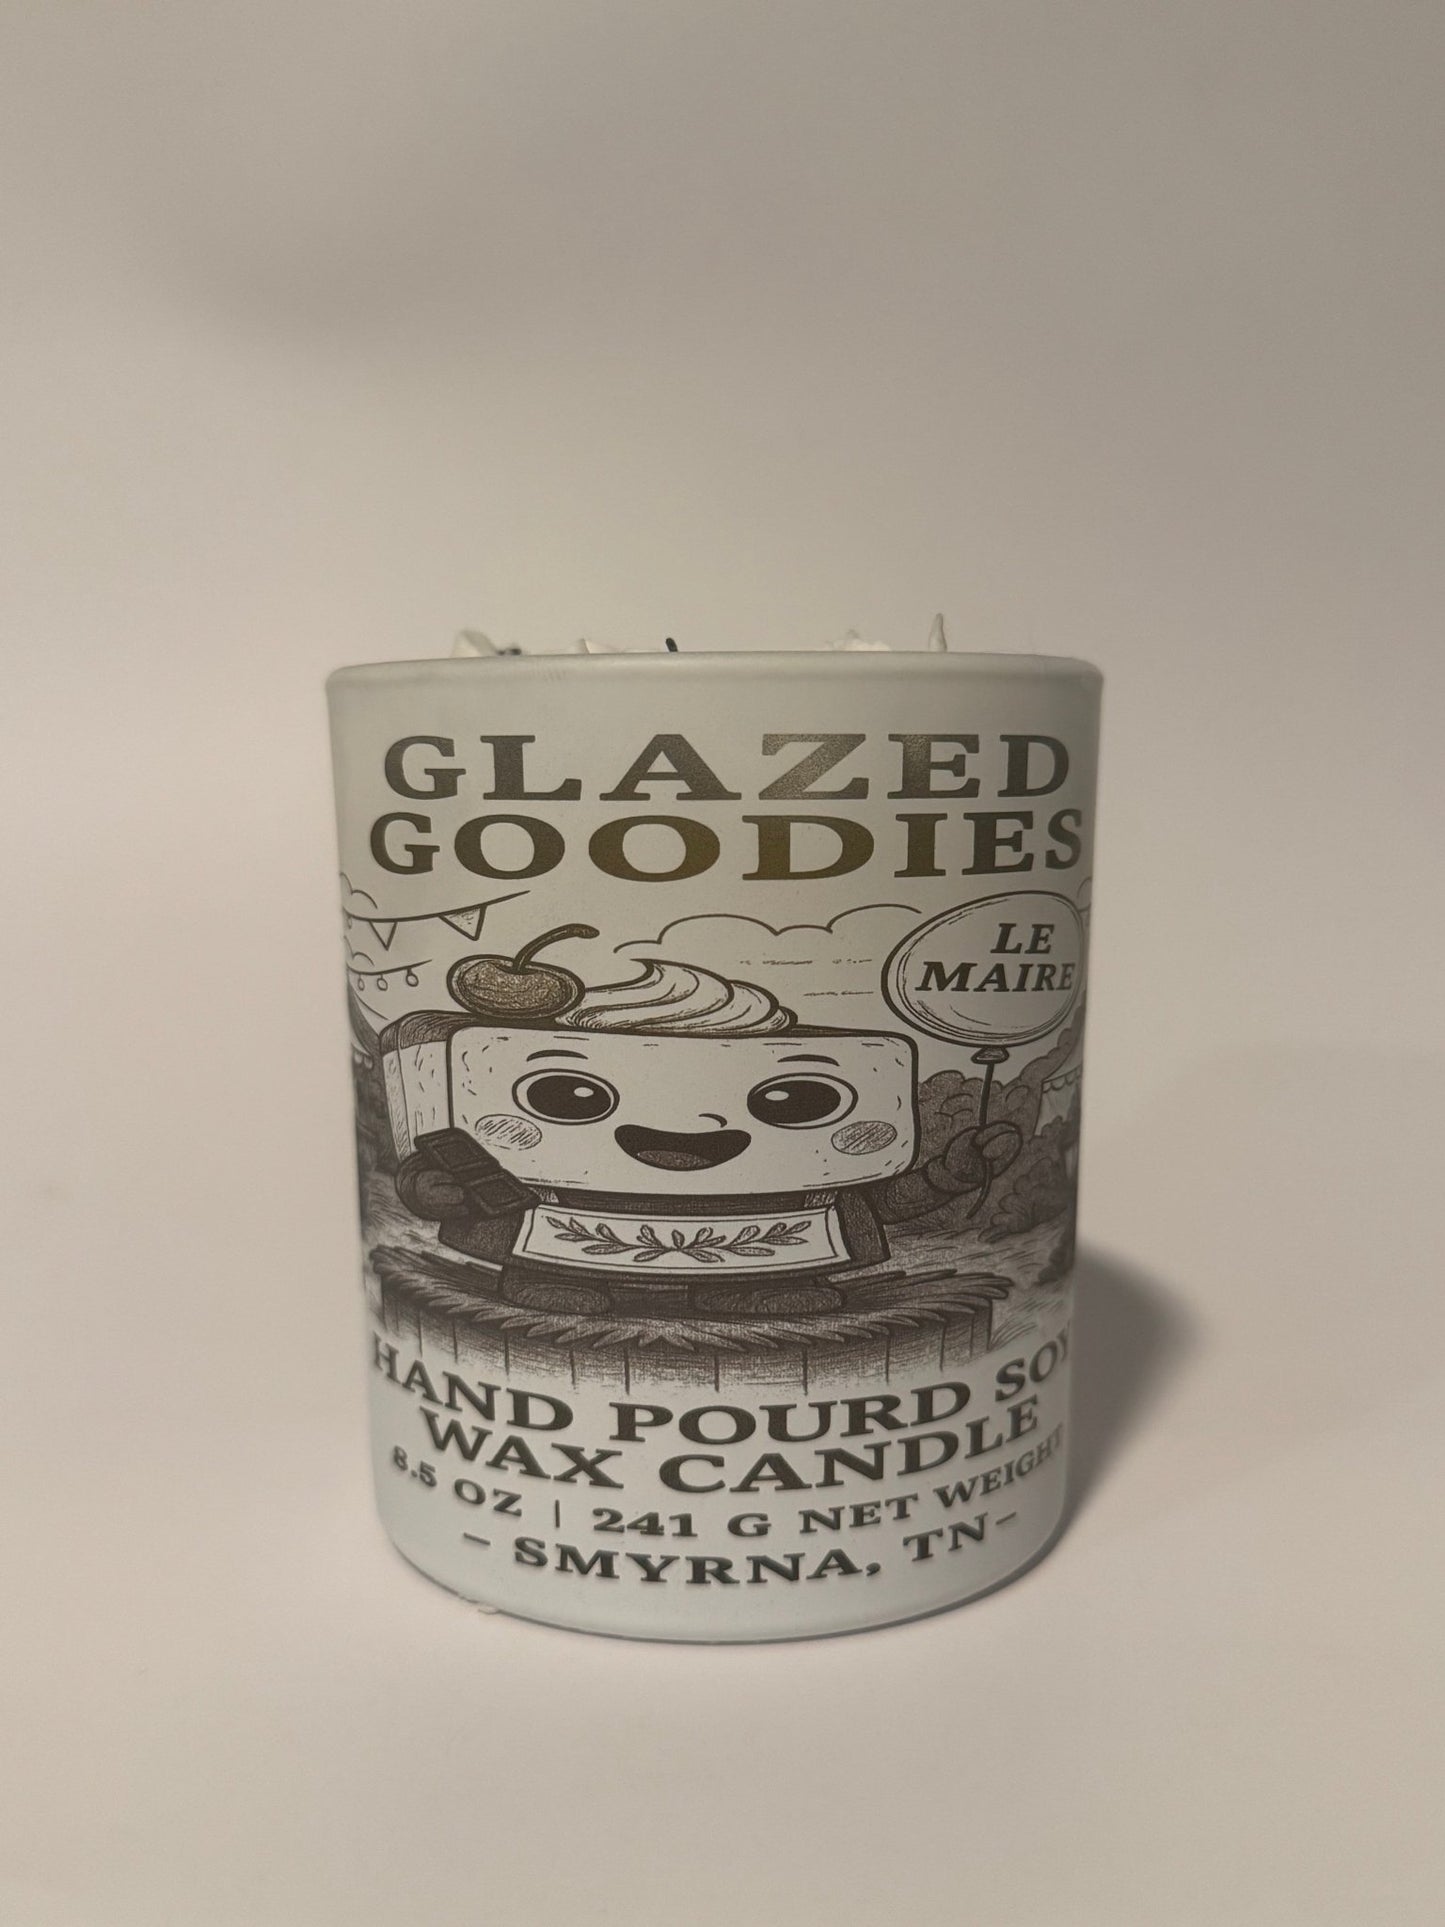 GLAZED
GOODIES
LE
MAIRE
HAND POURD SOY
WAX CANDLE
8.5 OZ | 241 G NET WEIGHT
- SMYRNA, TN-